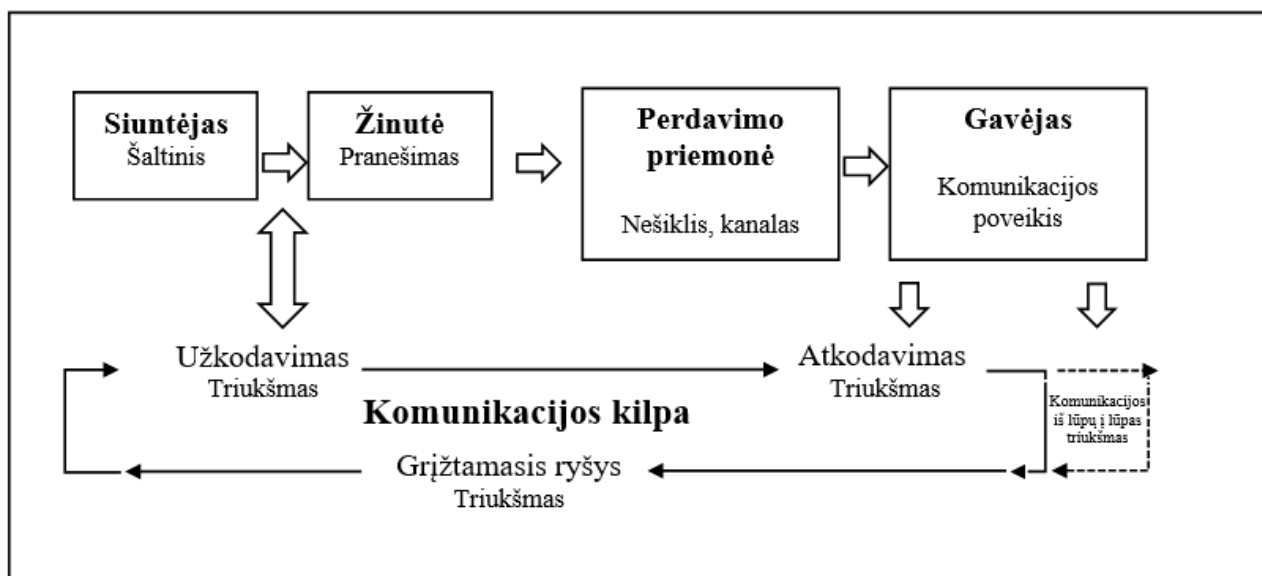 Siuntėjas
Šaltinis
Žinutė
Pranešimas
Perdavimo
priemonė
Nešiklis, kanalas
Gavėjas
Komunikacijos
poveikis
Užkodavimas
Triukšmas
Atkodavimas
Triukšmas
Komunikacijos
iš lūpų į lūpas
triukšmas
Komunikacijos kilpa
Grįžtamasis ryšys
Triukšmas